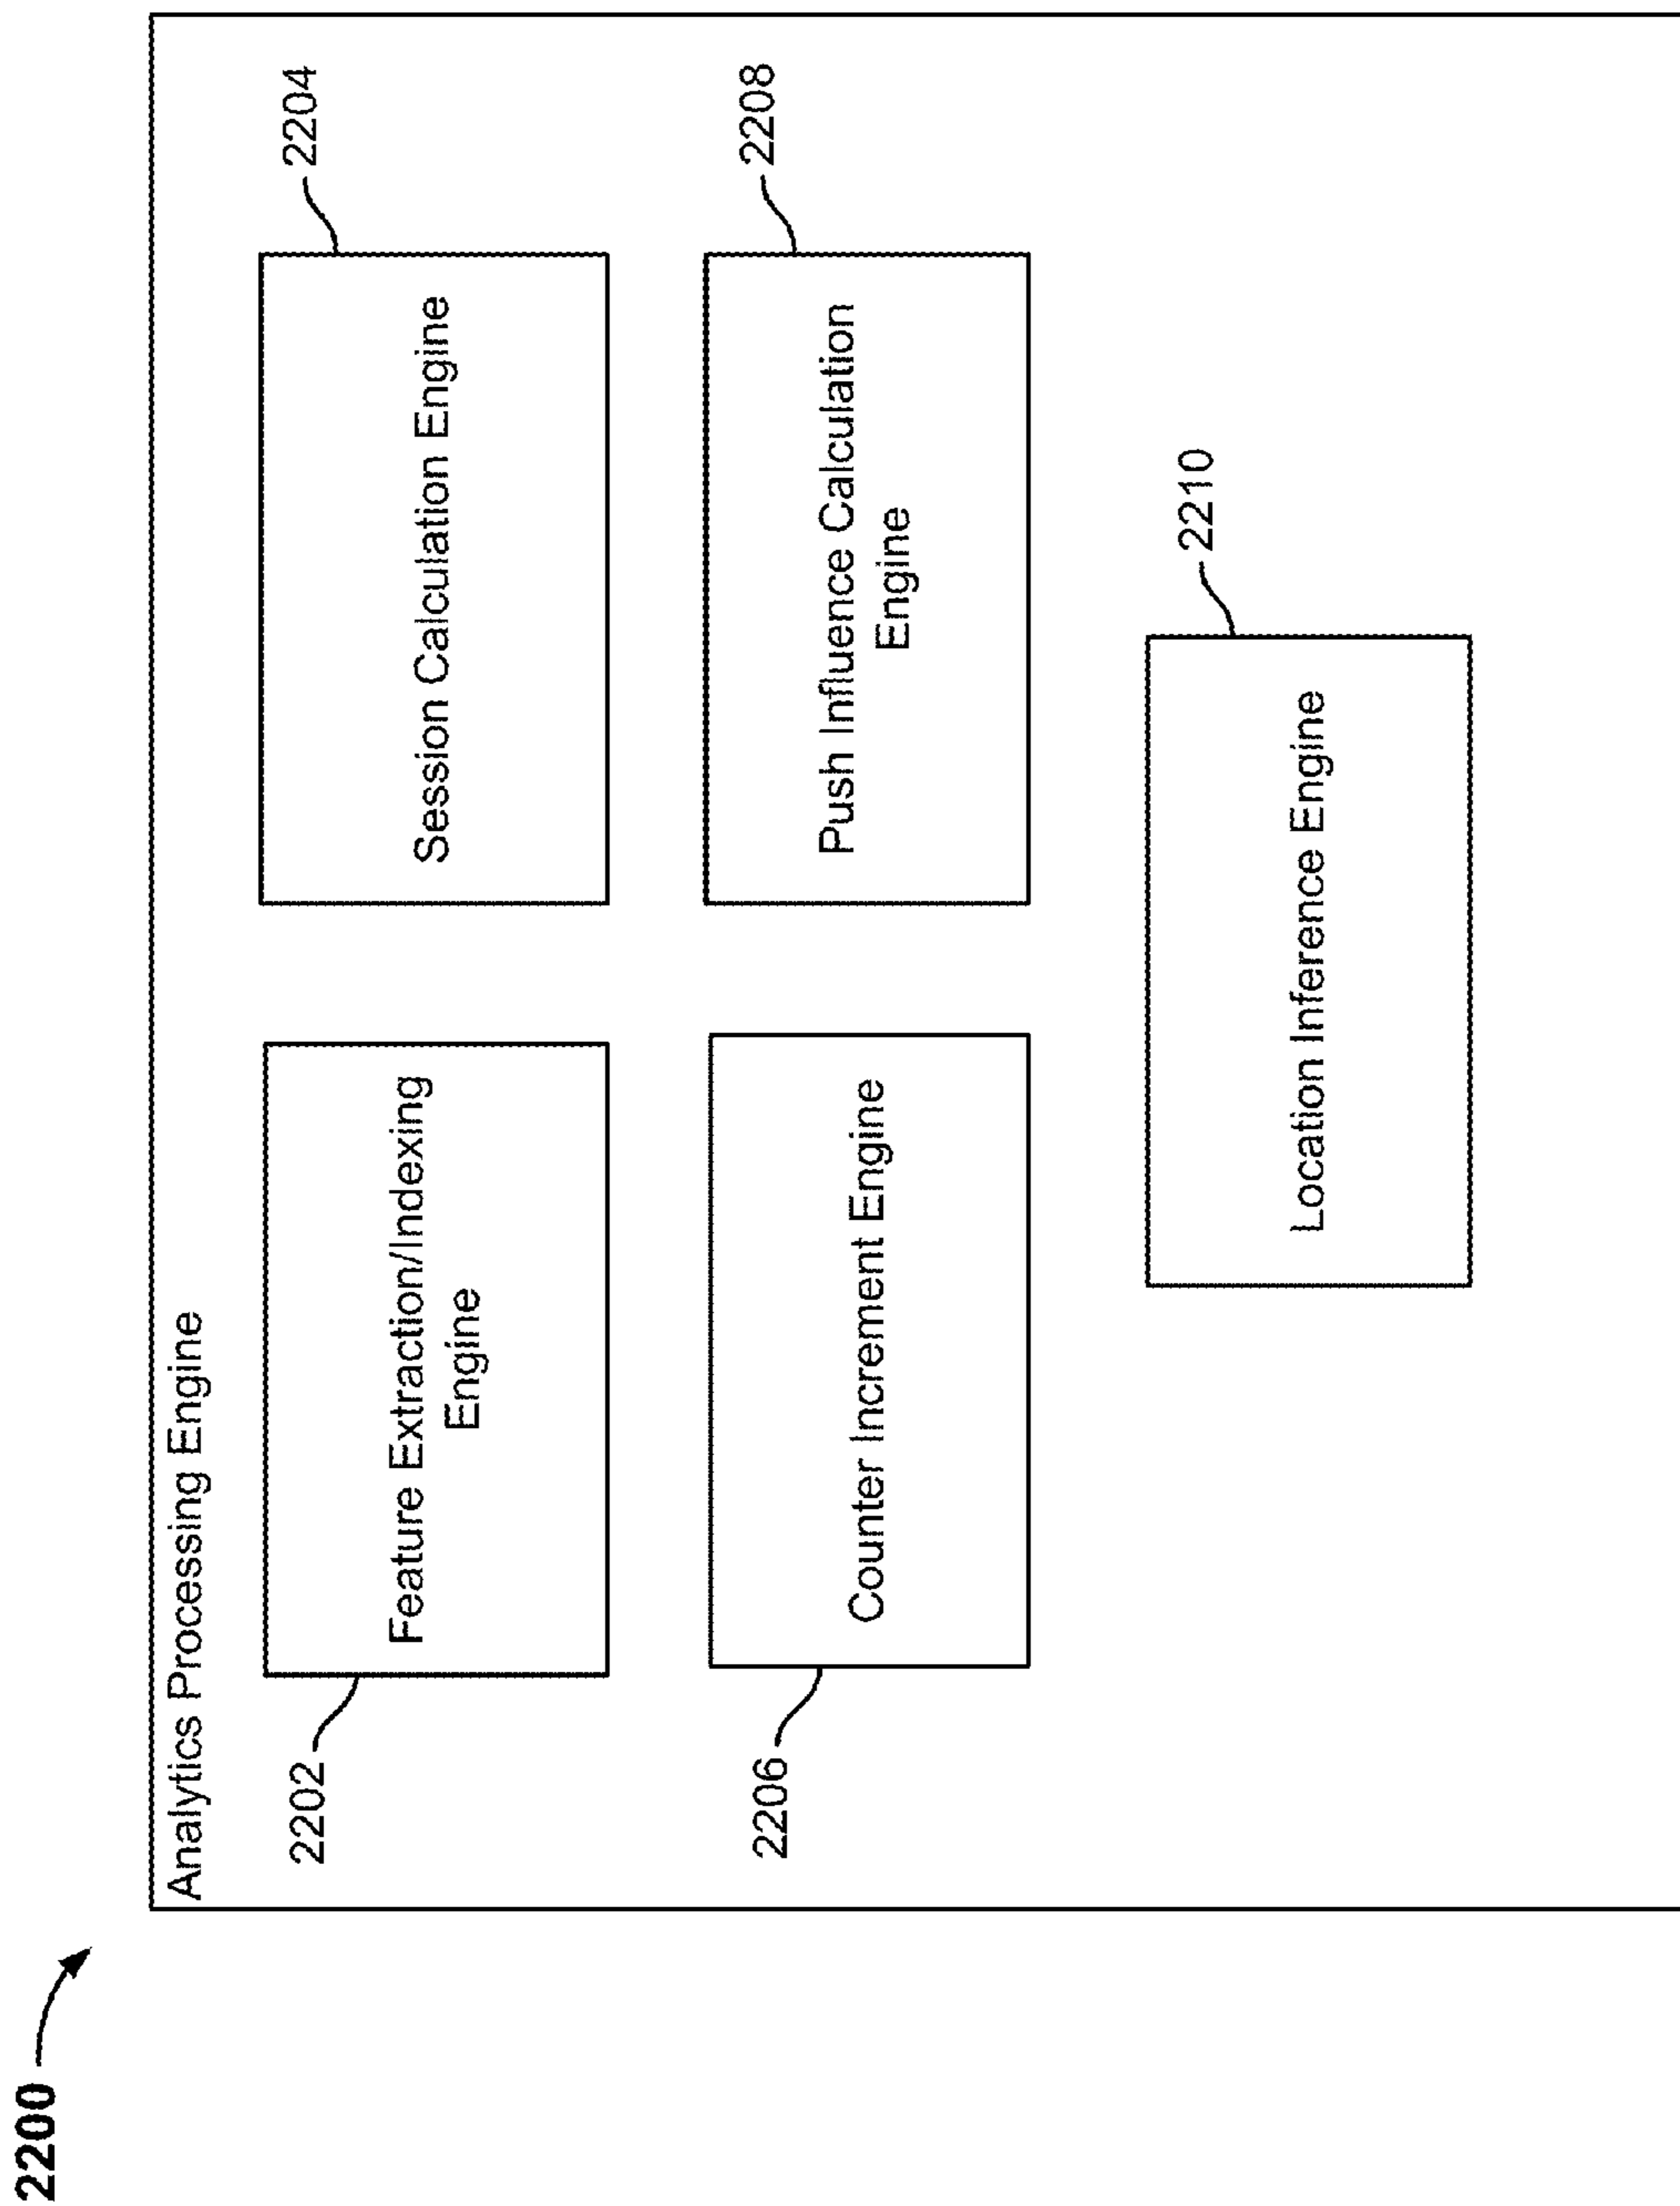 2200
Analytics Processing Engine
2202
Feature Extraction/Indexing
Engine
Session Calculation Engine
2204
2206
Counter Increment Engine
Push Influence Calculation
Engine
2208
Location Inference Engine
2210